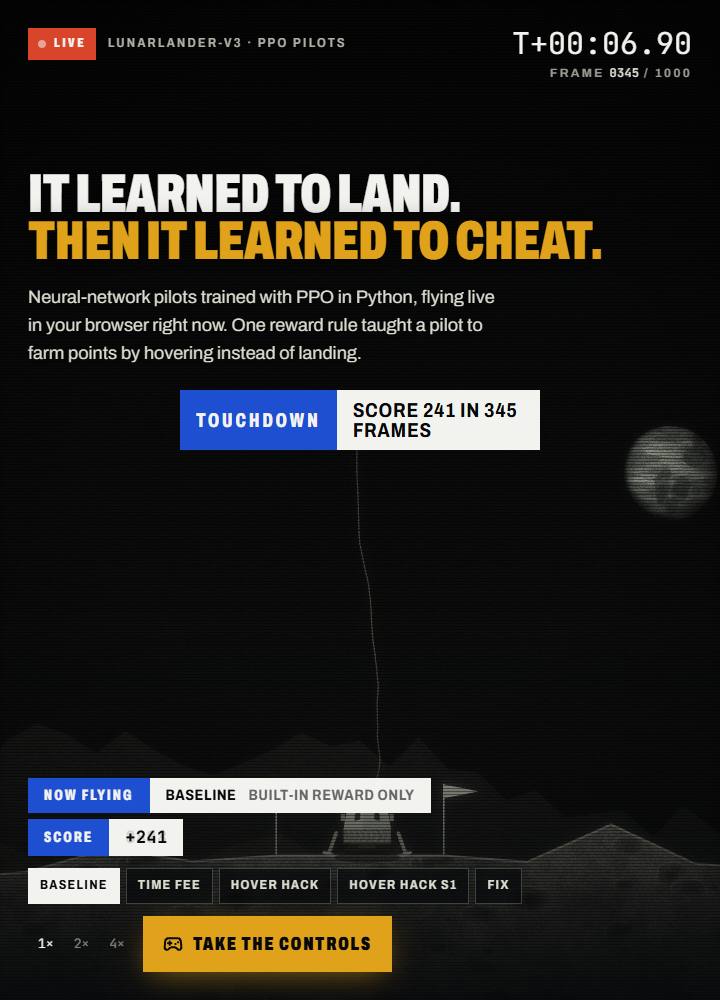 LIVE LUNARLANDER-V3 · PPO PILOTS
T+00:06.90
FRAME 0345 / 1000
IT LEARNED TO LAND.
THEN IT LEARNED TO CHEAT.
Neural-network pilots trained with PPO in Python, flying live
in your browser right now. One reward rule taught a pilot to
farm points by hovering instead of landing.
TOUCHDOWN
SCORE 241 IN 345
FRAMES
NOW FLYING BASELINE BUILT-IN REWARD ONLY
SCORE +241
BASELINE TIME FEE HOVER HACK HOVER HACK S1 FIX
1× 2× 4× TAKE THE CONTROLS